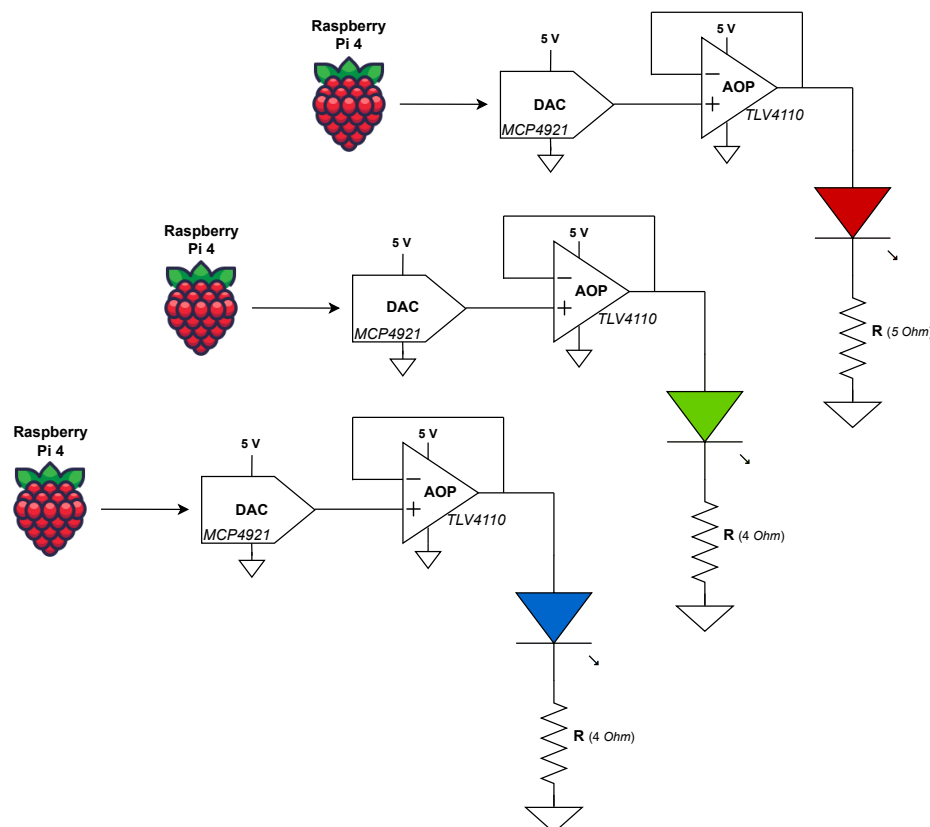 Raspberry
Pi 4
5 V
DAC
MCP4921
5 V
AOP
TLV4110
R (5 Ohm)
Raspberry
Pi 4
5 V
DAC
MCP4921
5 V
AOP
TLV4110
R (4 Ohm)
Raspberry
Pi 4
5 V
DAC
MCP4921
5 V
AOP
TLV4110
R (4 Ohm)